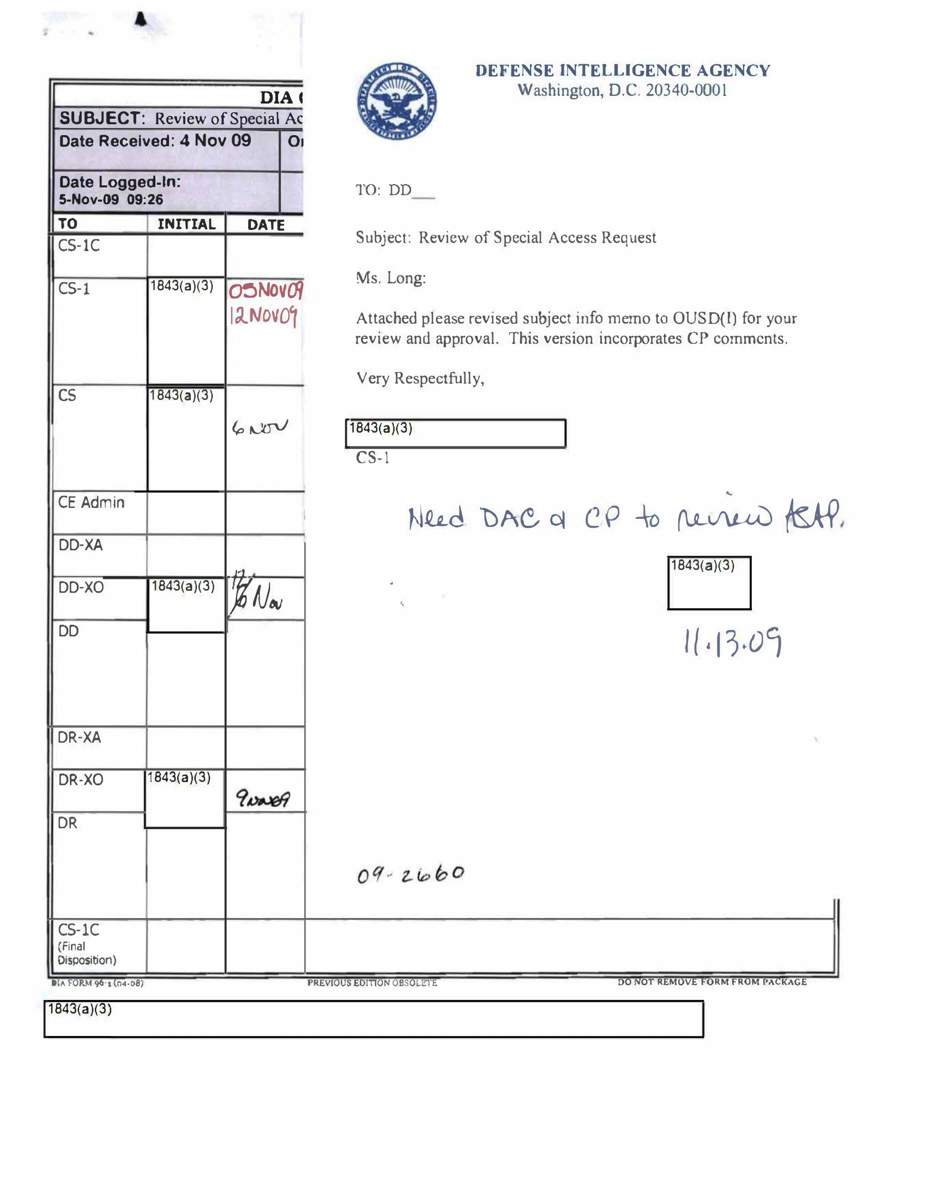 DIA
SUBJECT: Review of Special Ac
Date Received: 4 Nov 09
Date Logged-In:
5-Nov-09 09:26
TO INITIAL DATE
CS-1C
CS-1 1843(a)(3) 05NOV09
12NOV09
CS 1843(a)(3)
6 NOV
CE Admin
DD-XA
DD-XO 1843(a)(3) Nov
DD
DR-XA
DR-XO 1843(a)(3)
9Nov09
DR
CS-1C
(Final
Disposition)
DIA FORM 96-1 (04-08) PREVIOUS EDITION OBSOLETE DO NOT REMOVE FORM FROM PACKAGE
1843(a)(3)
DEFENSE INTELLIGENCE AGENCY
Washington, D.C. 20340-0001
TO: DD__
Subject: Review of Special Access Request
Ms. Long:
Attached please revised subject info memo to OUSD(I) for your
review and approval. This version incorporates CP comments.
Very Respectfully,
1843(a)(3)
CS-1
Need DAC & CP to review ASAP.
1843(a)(3)
11.13.09
09-2660